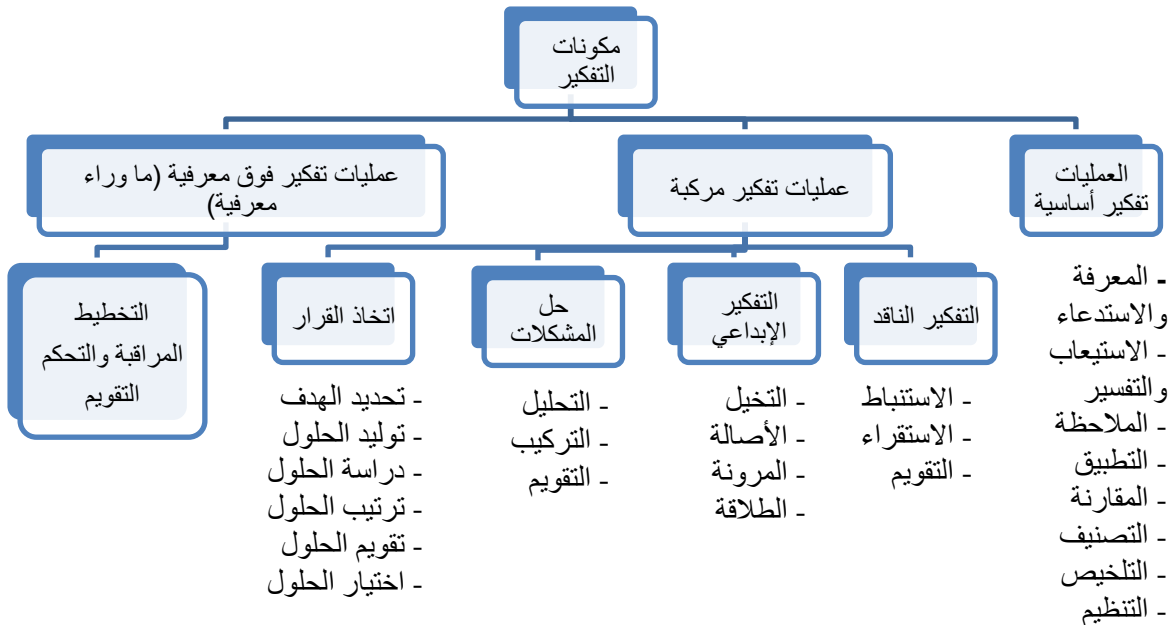 مكونات
التفكير
العمليات
تفكير أساسية
عمليات تفكير مركبة
عمليات تفكير فوق معرفية (ما وراء
معرفية)
- المعرفة
والاستدعاء
- الاستيعاب
والتفسير
- الملاحظة
- التطبيق
- المقارنة
- التصنيف
- التلخيص
- التنظيم
التفكير الناقد
- الاستنباط
- الاستقراء
- التقويم
التفكير
الإبداعي
- التخيل
- الأصالة
- المرونة
- الطلاقة
حل
المشكلات
- التحليل
- التركيب
- التقويم
اتخاذ القرار
- تحديد الهدف
- توليد الحلول
- دراسة الحلول
- ترتيب الحلول
- تقويم الحلول
- اختيار الحلول
التخطيط
المراقبة والتحكم
التقويم